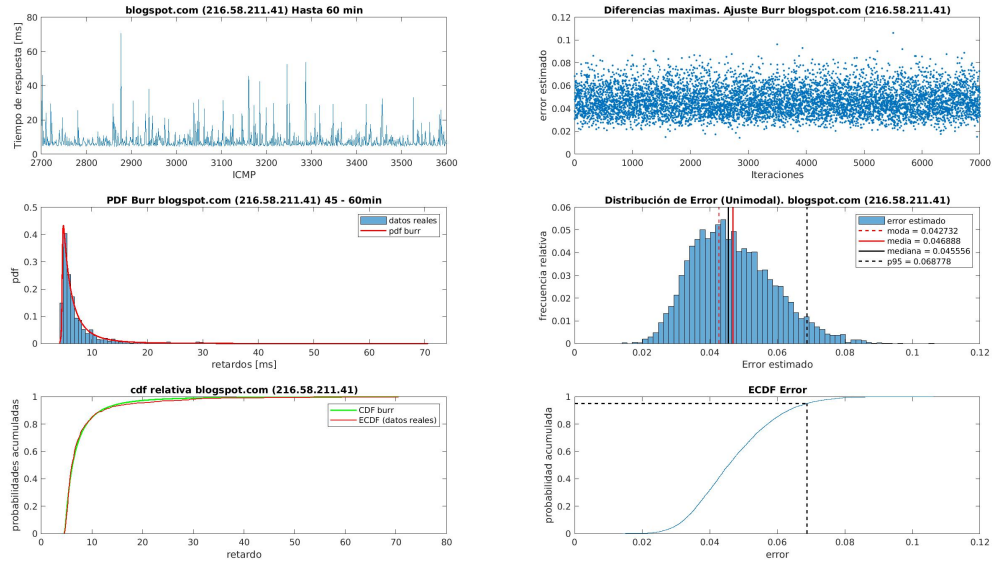 blogspot.com (216.58.211.41) Hasta 60 min
Tiempo de respuesta [ms]
80
60
40
20
0
2700 2800 2900 3000 3100 3200 3300 3400 3500 3600
ICMP
Diferencias maximas. Ajuste Burr blogspot.com (216.58.211.41)
error estimado
0.12
0.1
0.08
0.06
0.04
0.02
0
0 1000 2000 3000 4000 5000 6000 7000
Iteraciones
PDF Burr blogspot.com (216.58.211.41) 45 - 60min
pdf
0.5
0.4
0.3
0.2
0.1
0
10 20 30 40 50 60 70
retardos [ms]
datos reales
pdf burr
Distribución de Error (Unimodal). blogspot.com (216.58.211.41)
frecuencia relativa
0.06
0.05
0.04
0.03
0.02
0.01
0
0 0.02 0.04 0.06 0.08 0.1 0.12
Error estimado
error estimado
moda = 0.042732
media = 0.046888
mediana = 0.045556
p95 = 0.068778
cdf relativa blogspot.com (216.58.211.41)
probabilidades acumuladas
1
0.8
0.6
0.4
0.2
0
0 10 20 30 40 50 60 70 80
retardo
CDF burr
ECDF (datos reales)
ECDF Error
probabilidad acumulada
1
0.8
0.6
0.4
0.2
0
0 0.02 0.04 0.06 0.08 0.1 0.12
error